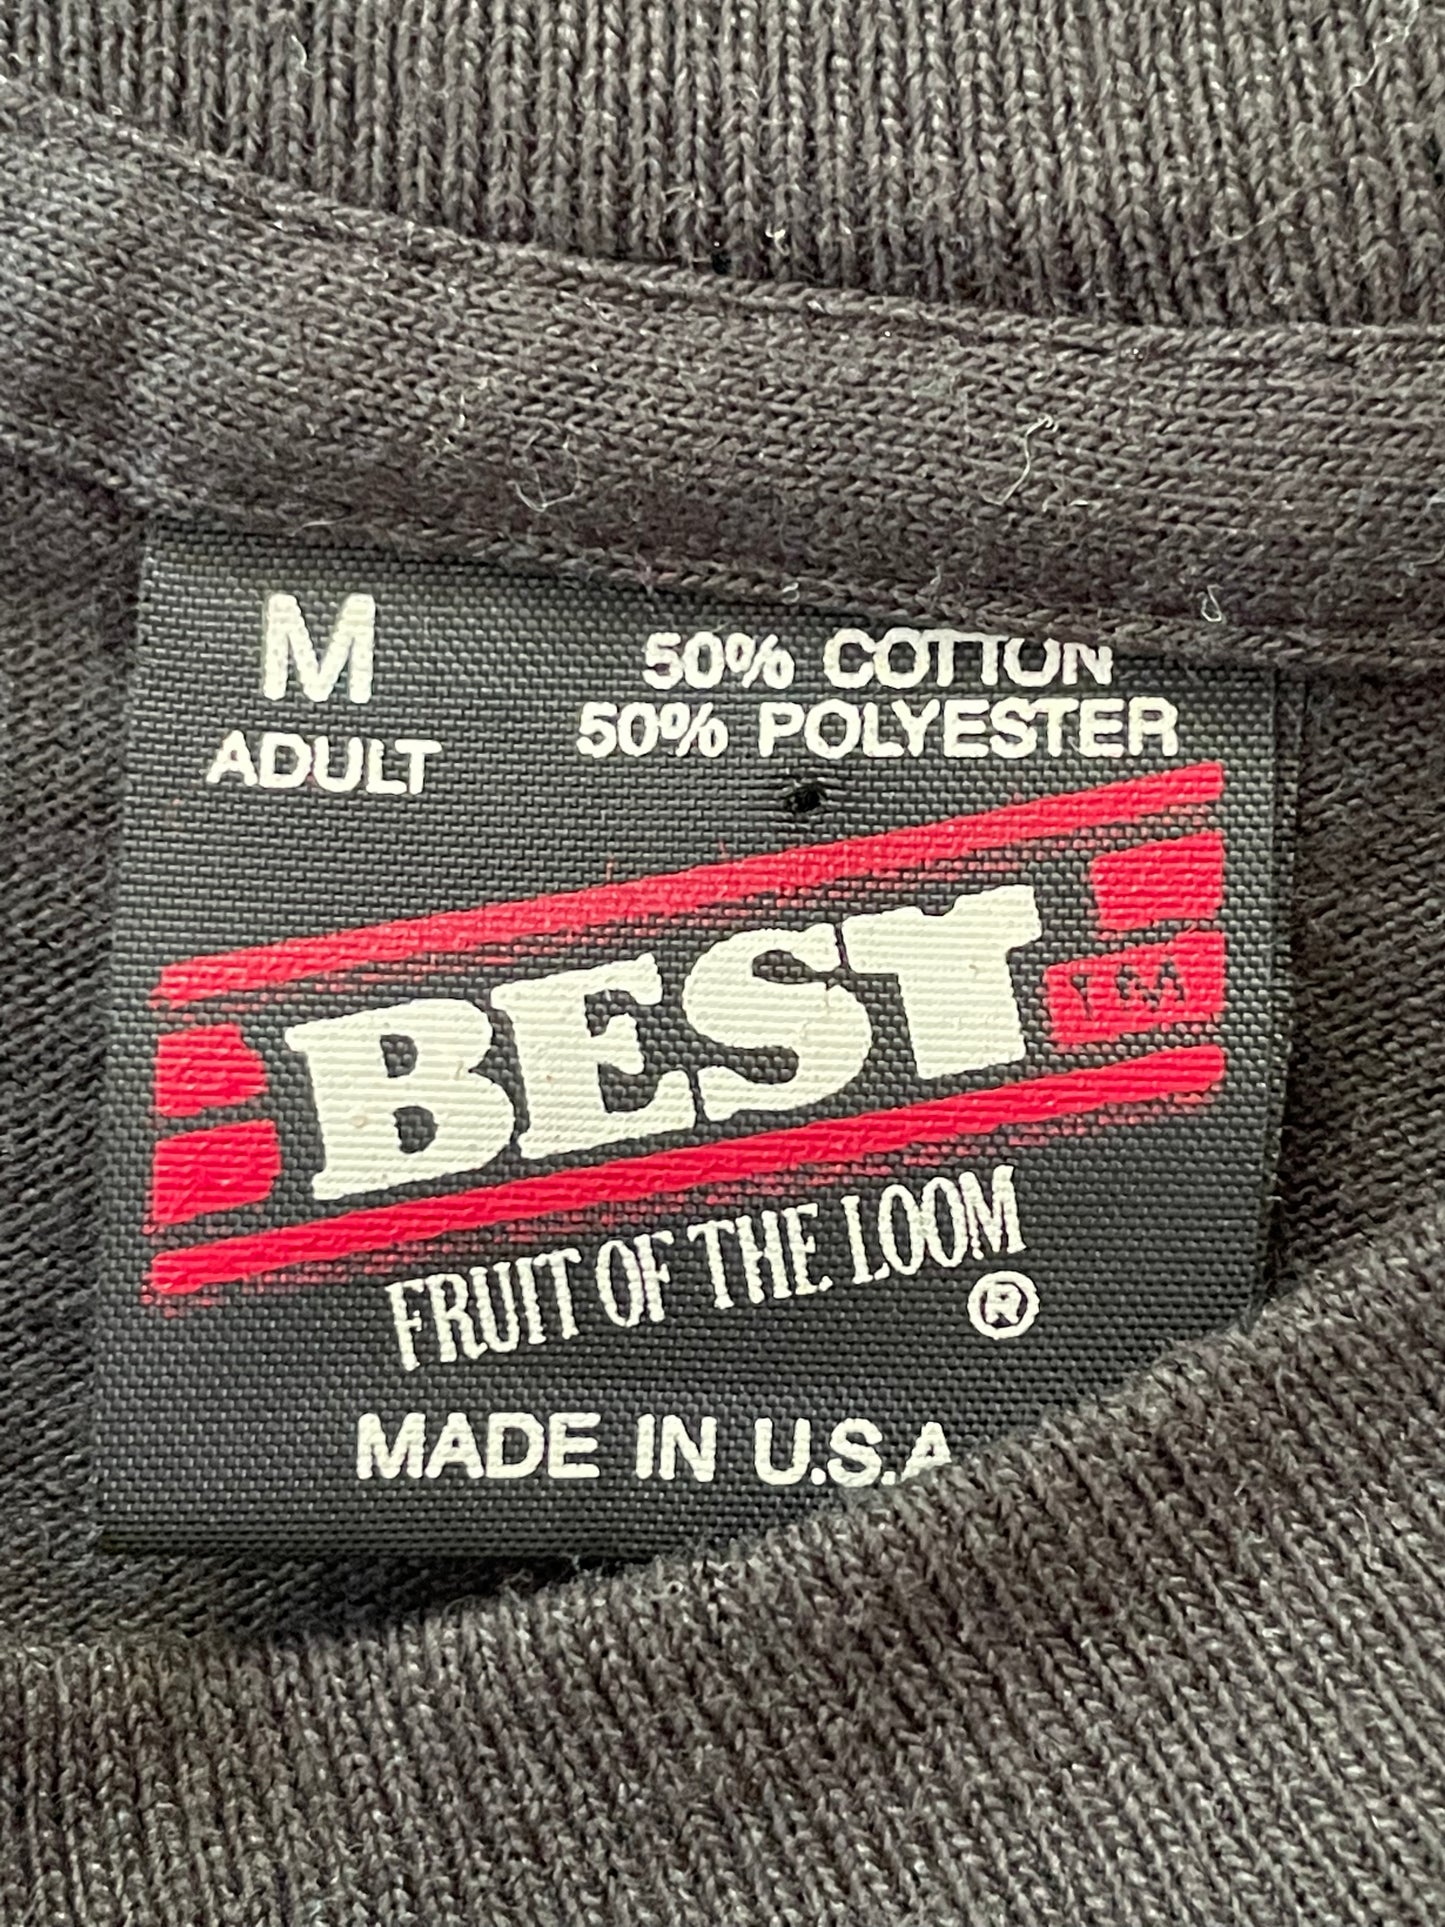 M
ADULT
50% COTTON
50% POLYESTER
BEST
TM
FRUIT OF THE LOOM
®
MADE IN U.S.A